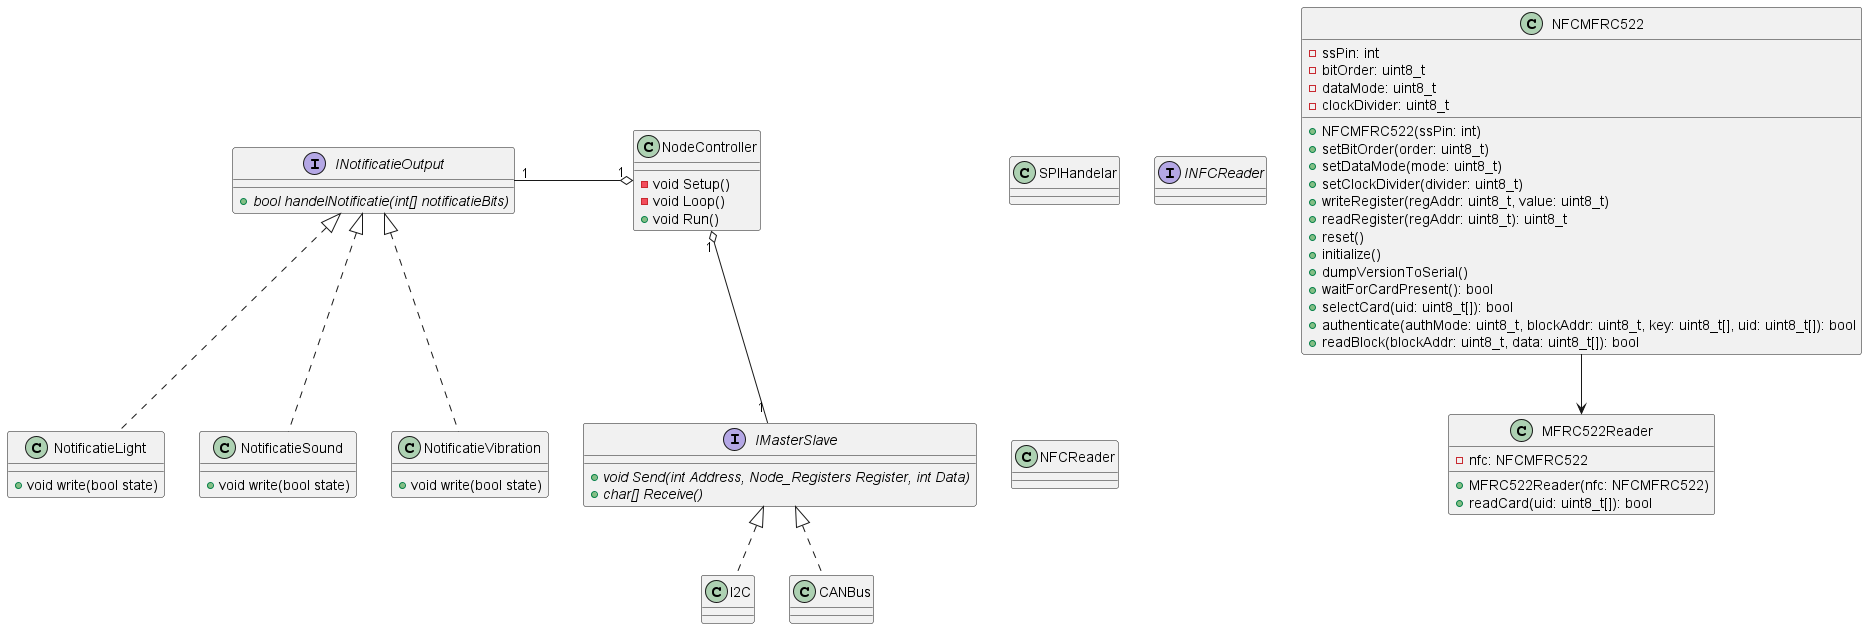 C NFCMFRC522
ssPin: int
bitOrder: uint8_t
dataMode: uint8_t
clockDivider: uint8_t
NFCMFRC522(ssPin: int)
setBitOrder(order: uint8_t)
setDataMode(mode: uint8_t)
setClockDivider(divider: uint8_t)
writeRegister(regAddr: uint8_t, value: uint8_t)
readRegister(regAddr: uint8_t): uint8_t
reset()
initialize()
dumpVersionToSerial()
waitForCardPresent(): bool
selectCard(uid: uint8_t[]): bool
authenticate(authMode: uint8_t, blockAddr: uint8_t, key: uint8_t[], uid: uint8_t[]): bool
readBlock(blockAddr: uint8_t, data: uint8_t[]): bool
I INotificatieOutput
bool handelNotificatie(int[] notificatieBits)
1
1
C NodeController
void Setup()
void Loop()
void Run()
1
1
C SPIHandelar
I INFCReader
C NotificatieLight
void write(bool state)
C NotificatieSound
void write(bool state)
C NotificatieVibration
void write(bool state)
I IMasterSlave
void Send(int Address, Node_Registers Register, int Data)
char[] Receive()
C NFCReader
C MFRC522Reader
nfc: NFCMFRC522
MFRC522Reader(nfc: NFCMFRC522)
readCard(uid: uint8_t[]): bool
C I2C
C CANBus